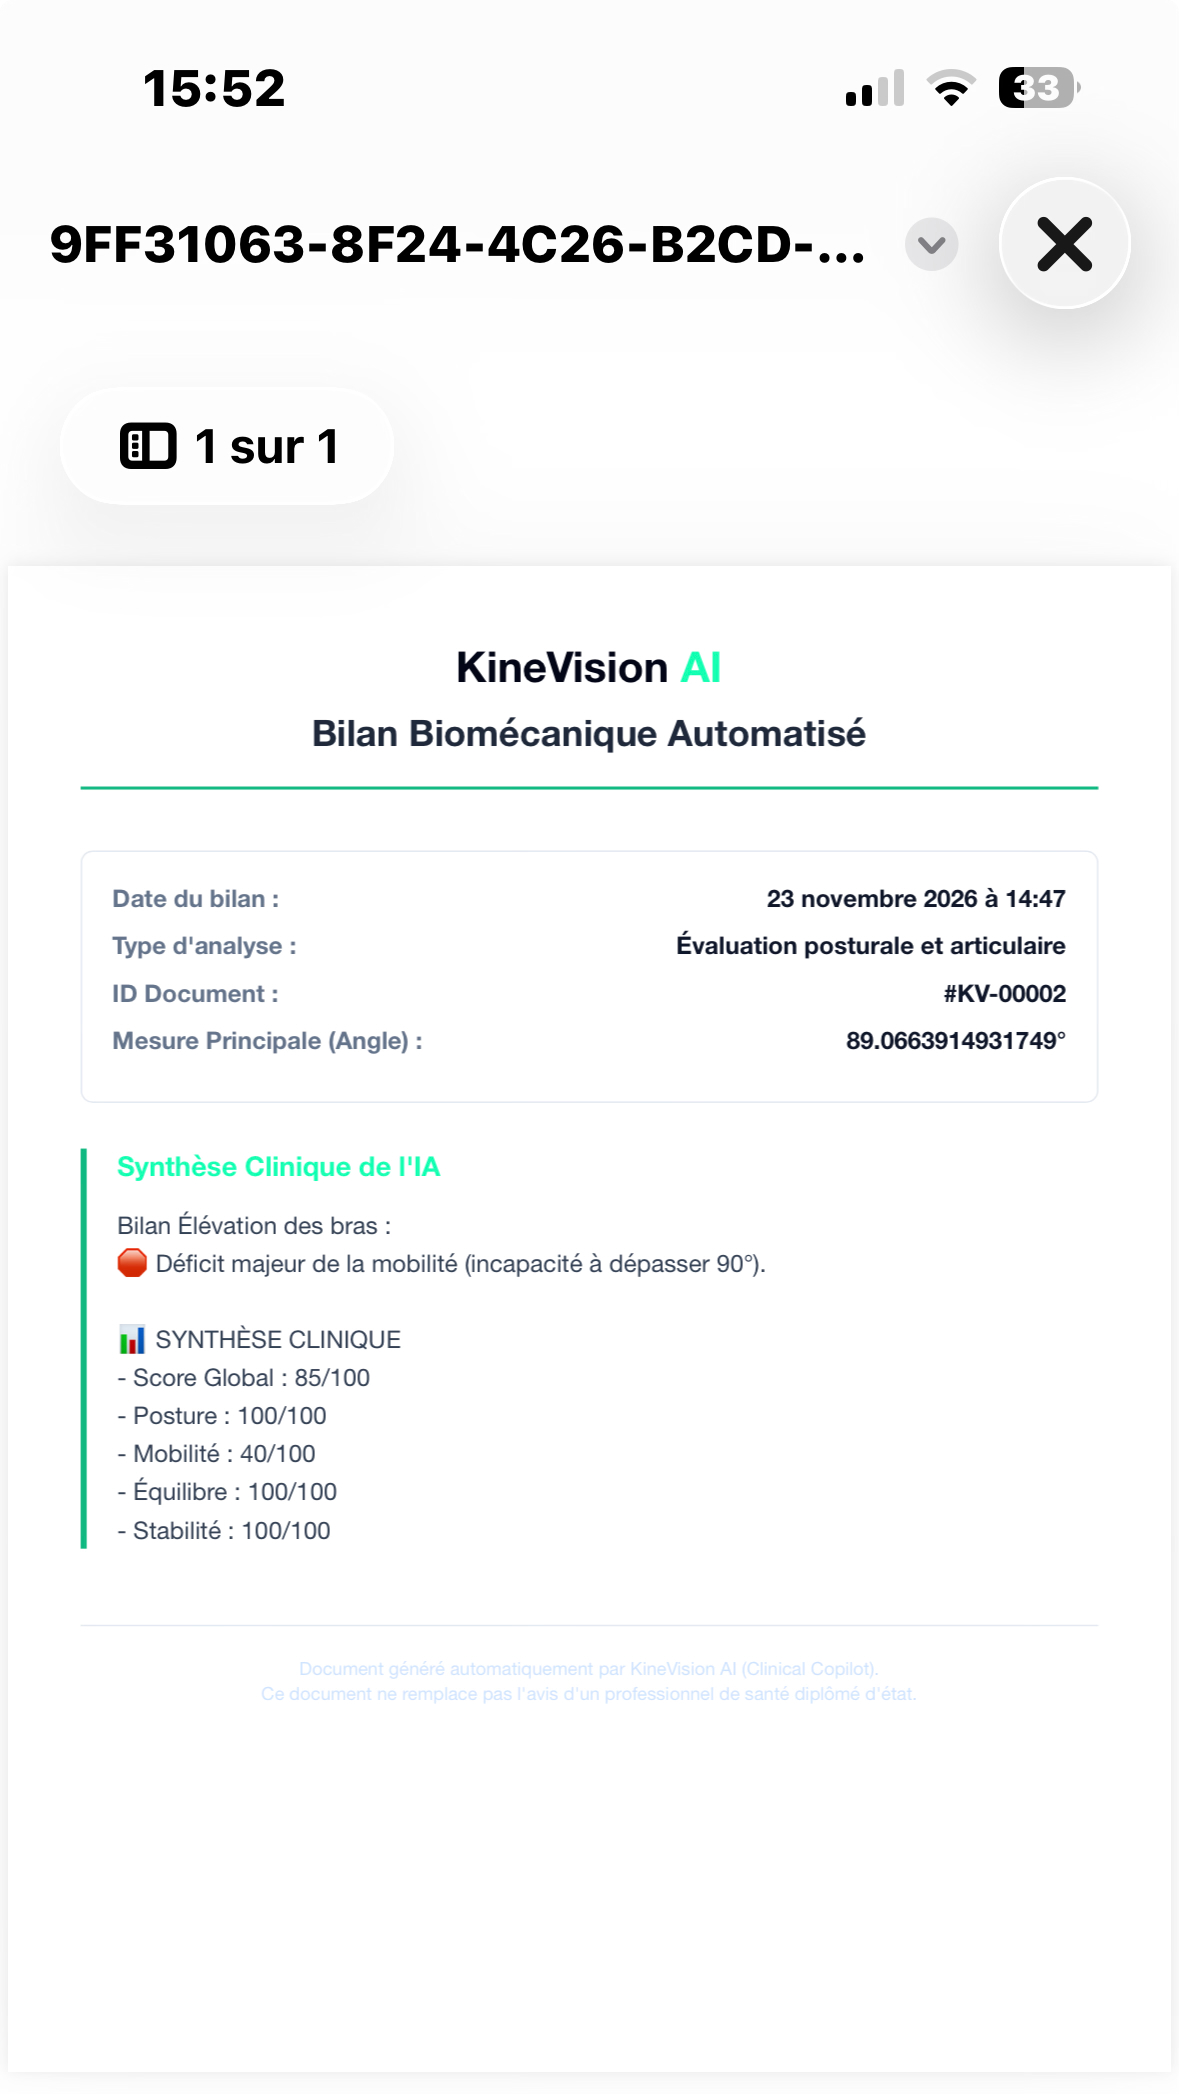 15:52
33
9FF31063-8F24-4C26-B2CD-...
1 sur 1
KineVision AI
Bilan Biomécanique Automatisé
Date du bilan : 23 novembre 2026 à 14:47
Type d'analyse : Évaluation posturale et articulaire
ID Document : #KV-00002
Mesure Principale (Angle) : 89.0663914931749°
Synthèse Clinique de l'IA
Bilan Élévation des bras :
🛑 Déficit majeur de la mobilité (incapacité à dépasser 90°).
📊 SYNTHÈSE CLINIQUE
- Score Global : 85/100
- Posture : 100/100
- Mobilité : 40/100
- Équilibre : 100/100
- Stabilité : 100/100
Document généré automatiquement par KineVision AI (Clinical Copilot).
Ce document ne remplace pas l'avis d'un professionnel de santé diplômé d'état.